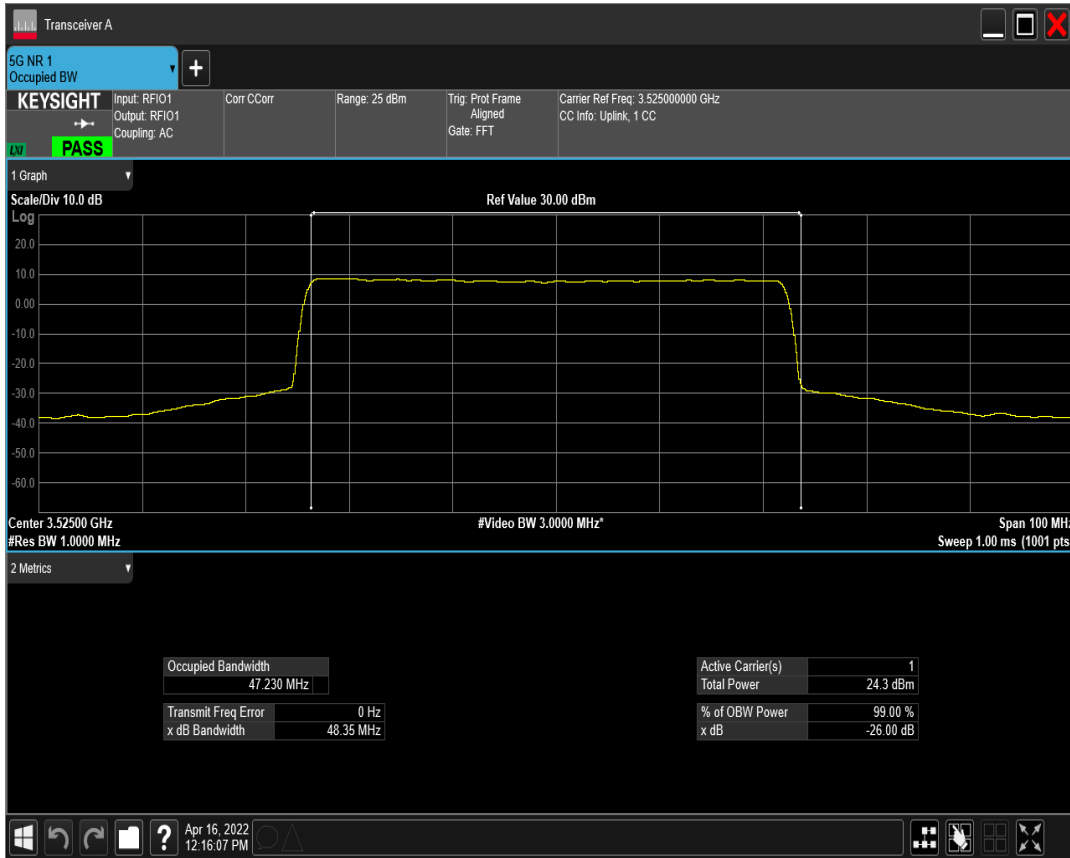 Transceiver A
5G NR 1
Occupied BW
+
KEYSIGHT
LXI
PASS
Input: RFIO1
Output: RFIO1
Coupling: AC
Corr CCorr
Range: 25 dBm
Trig: Prot Frame
Aligned
Gate: FFT
Carrier Ref Freq: 3.525000000 GHz
CC Info: Uplink, 1 CC
1 Graph
Scale/Div 10.0 dB
Ref Value 30.00 dBm
Log
20.0
10.0
0.00
-10.0
-20.0
-30.0
-40.0
-50.0
-60.0
Center 3.52500 GHz
#Video BW 3.0000 MHz*
Span 100 MHz
#Res BW 1.0000 MHz
Sweep 1.00 ms (1001 pts
2 Metrics
Occupied Bandwidth
47.230 MHz
Transmit Freq Error 0 Hz
x dB Bandwidth 48.35 MHz
Active Carrier(s) 1
Total Power 24.3 dBm
% of OBW Power 99.00 %
x dB -26.00 dB
?
Apr 16, 2022
12:16:07 PM